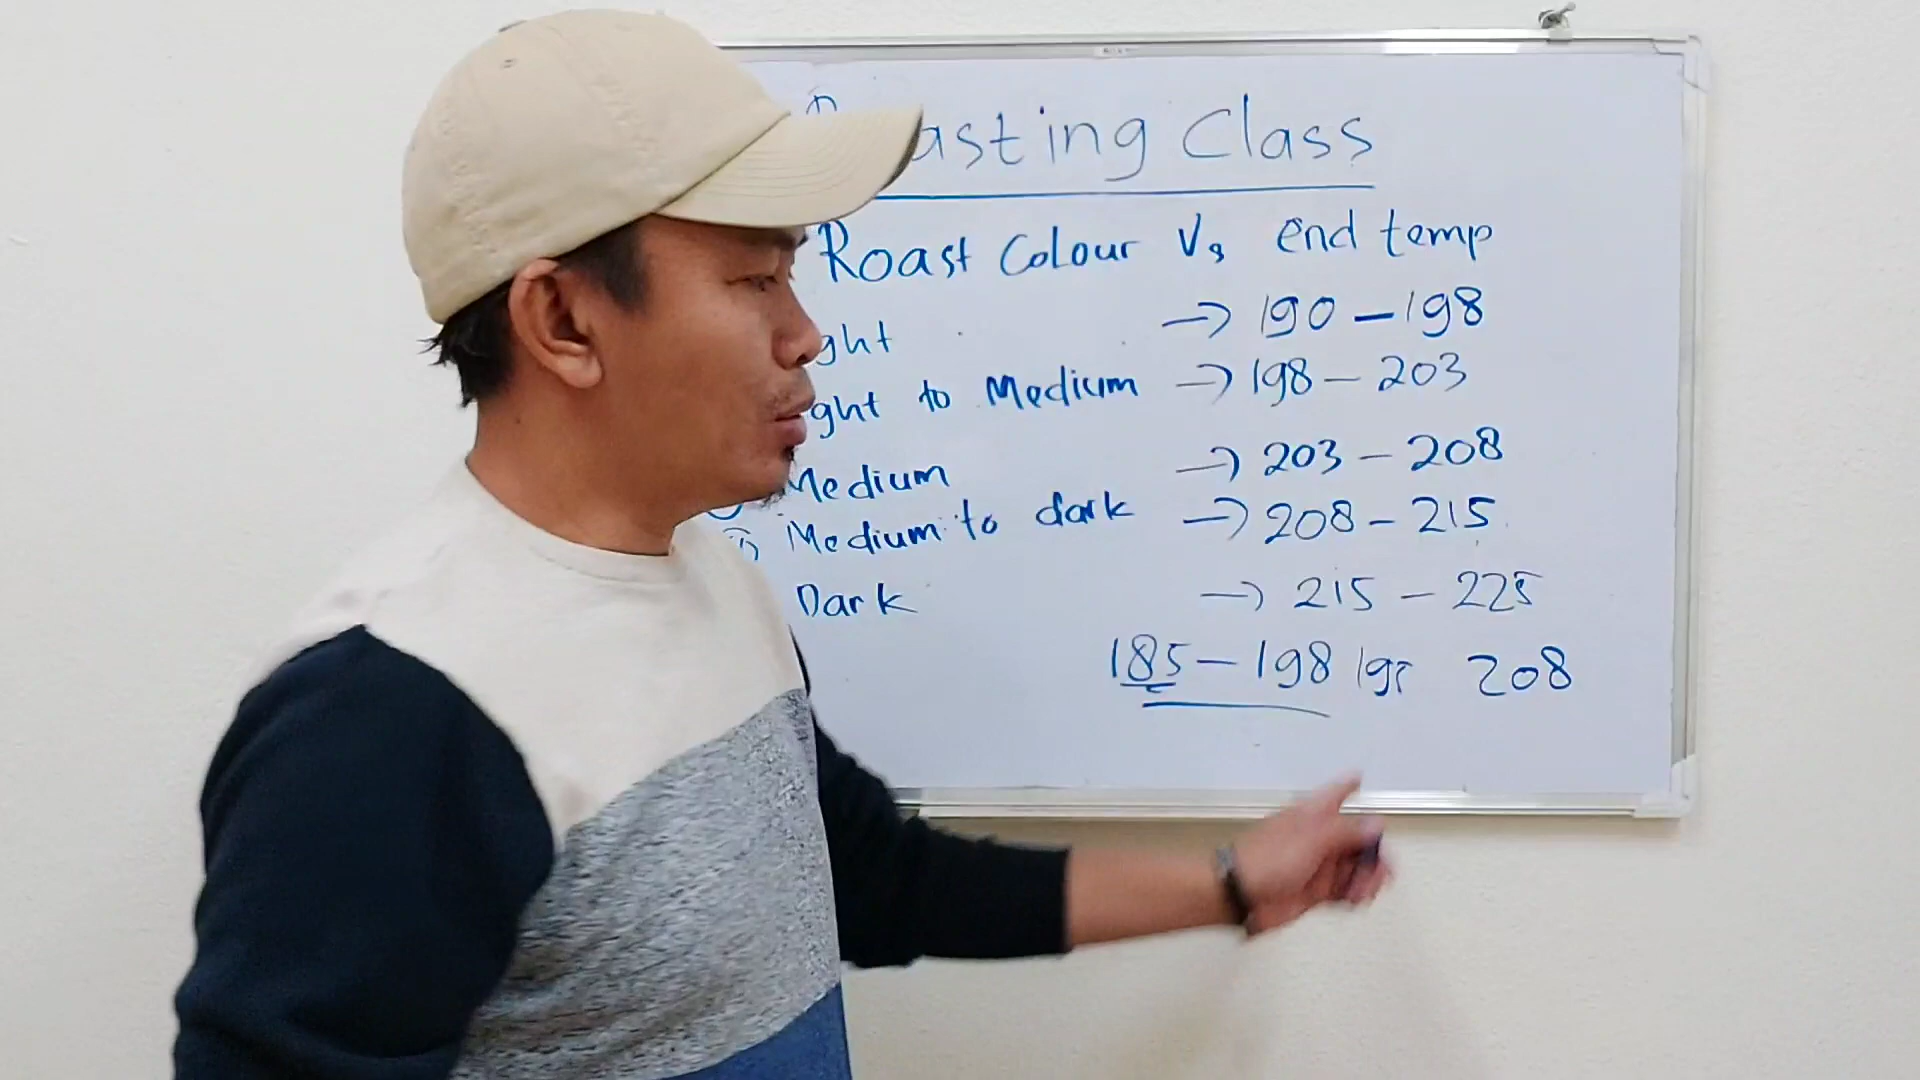 asting Class
Roast Colour Vs end temp
ght → 190 – 198
ght to Medium → 198 – 203
Medium → 203 – 208
Medium to dark → 208 – 215
Dark → 215 – 225
185 – 198 208